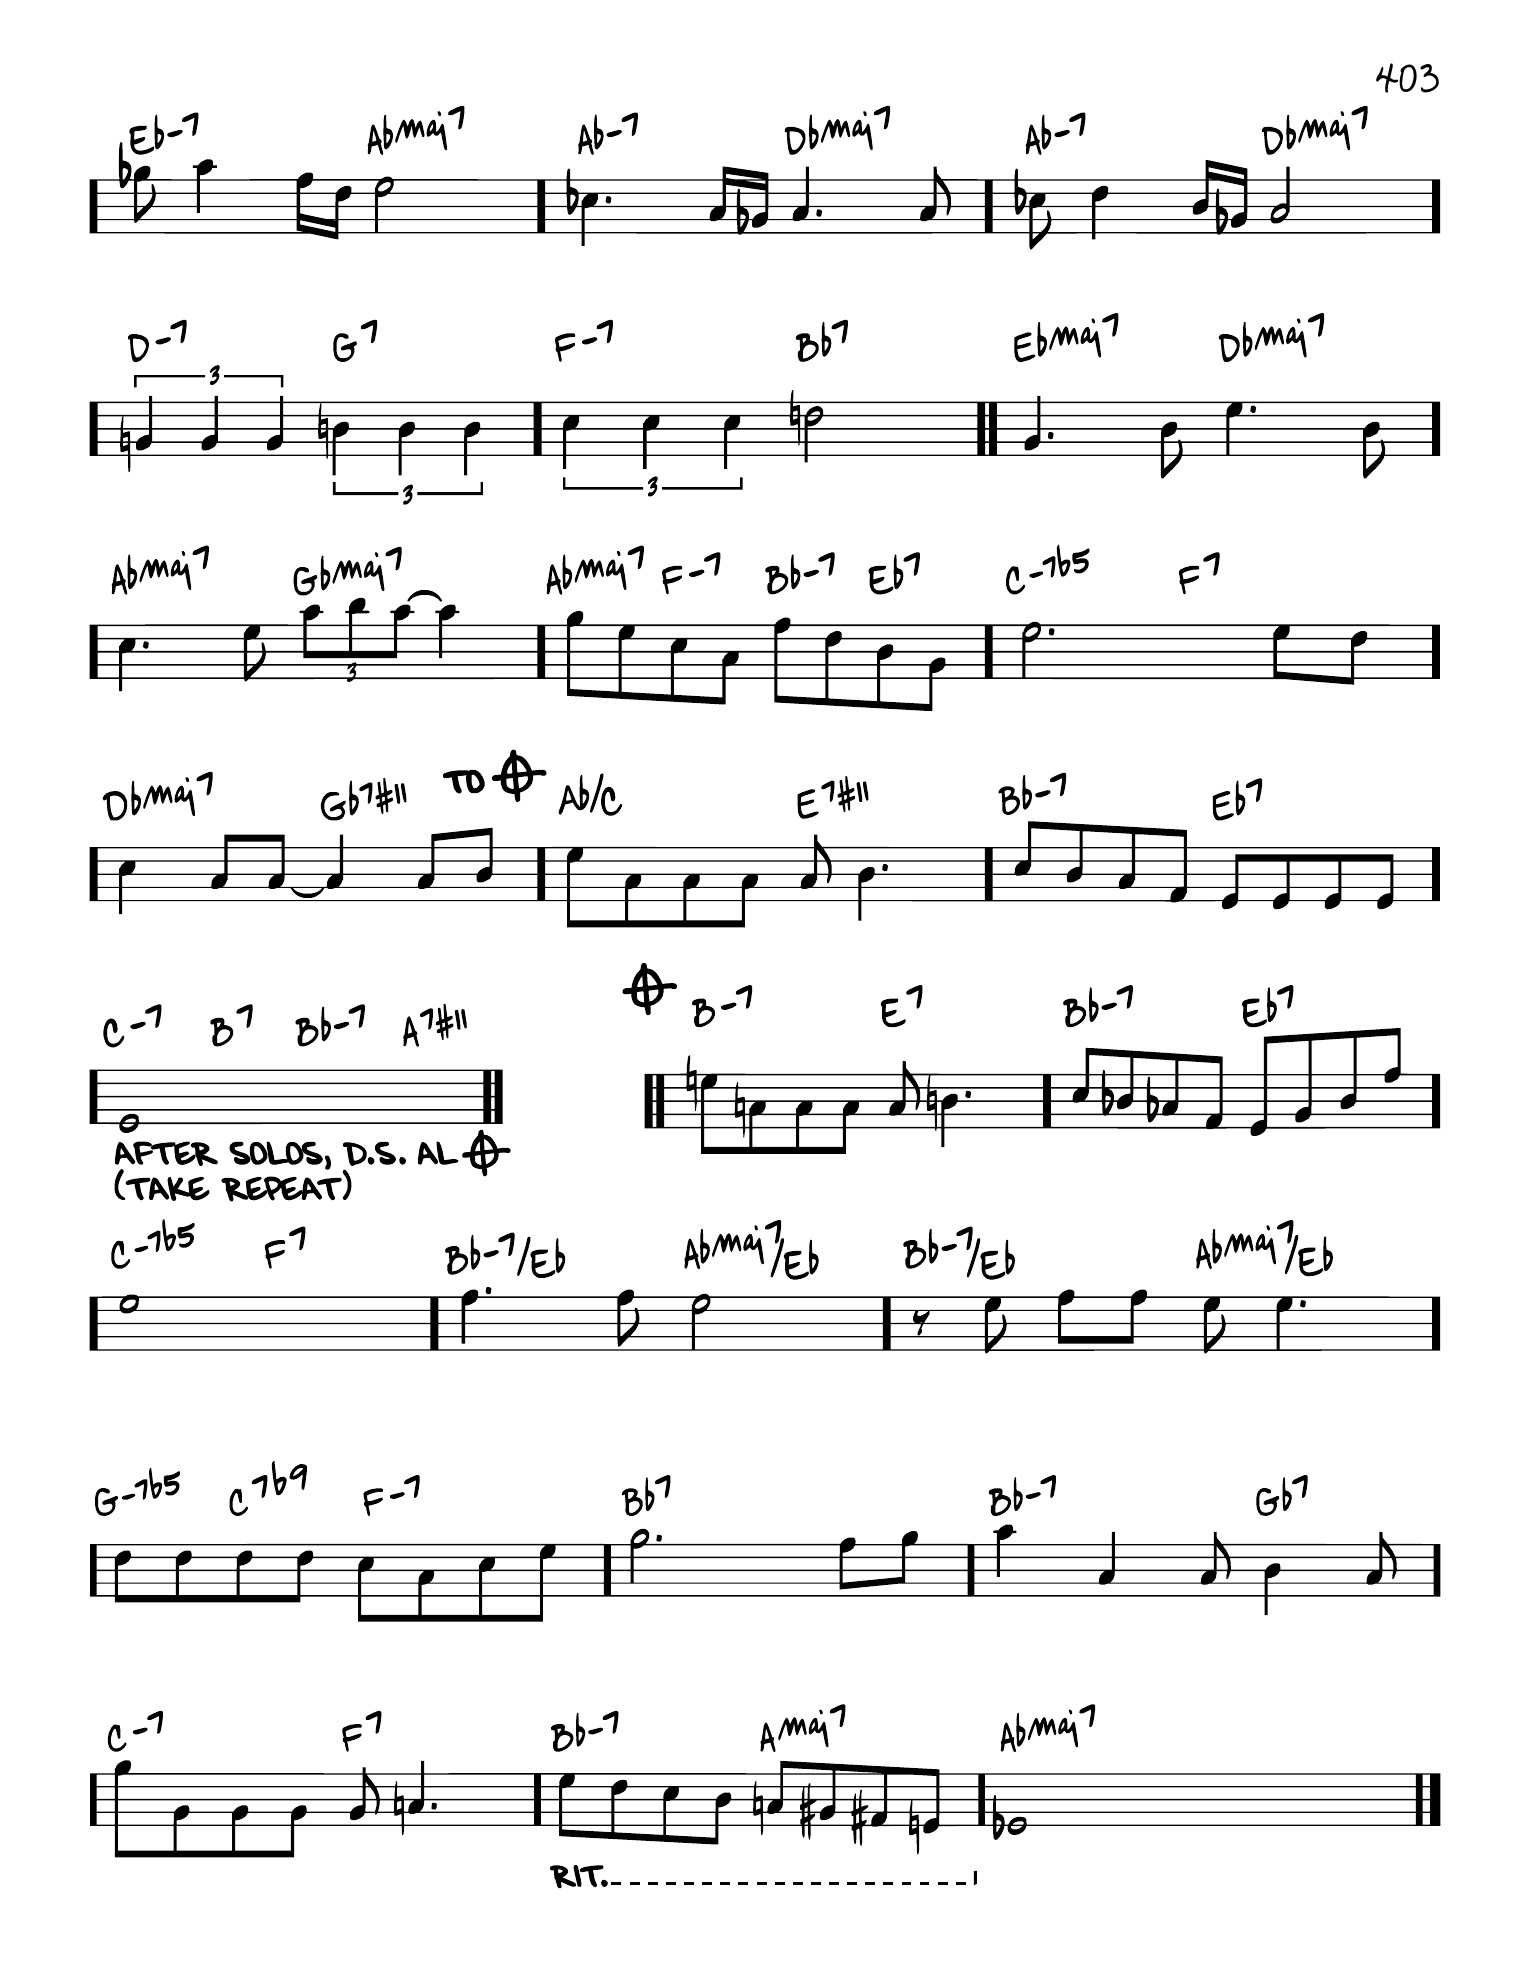 403
Eb-7 Abmaj7 Ab-7 Dbmaj7 Ab-7 Dbmaj7
D-7 G7 F-7 Bb7 Ebmaj7 Dbmaj7
3
3 3
Abmaj7 Gbmaj7 Abmaj7 F-7 Bb-7 Eb7 C-7b5 F7
3
Dbmaj7 Gb7#11 TO Ab/C E7#11 Bb-7 Eb7
C-7 B7 Bb-7 A7#11 B-7 E7 Bb-7 Eb7
AFTER SOLOS, D.S. AL
(TAKE REPEAT)
C-7b5 F7 Bb-7/Eb Abmaj7/Eb Bb-7/Eb Abmaj7/Eb
G-7b5 C7b9 F-7 Bb7 Bb-7 Gb7
C-7 F7 Bb-7 Amaj7 Abmaj7
RIT.